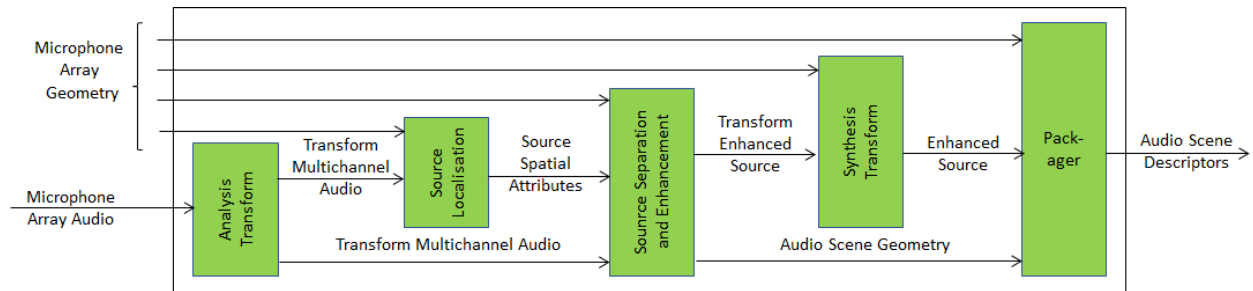 Microphone
Array
Geometry
Microphone
Array Audio
Analysis
Transform
Transform
Multichannel
Audio
Source
Localisation
Source
Spatial
Attributes
Transform Multichannel Audio
Sounrce Separation
and Enhancement
Transform
Enhanced
Source
Synthesis
Transform
Enhanced
Source
Audio Scene Geometry
Pack-
ager
Audio Scene
Descriptors